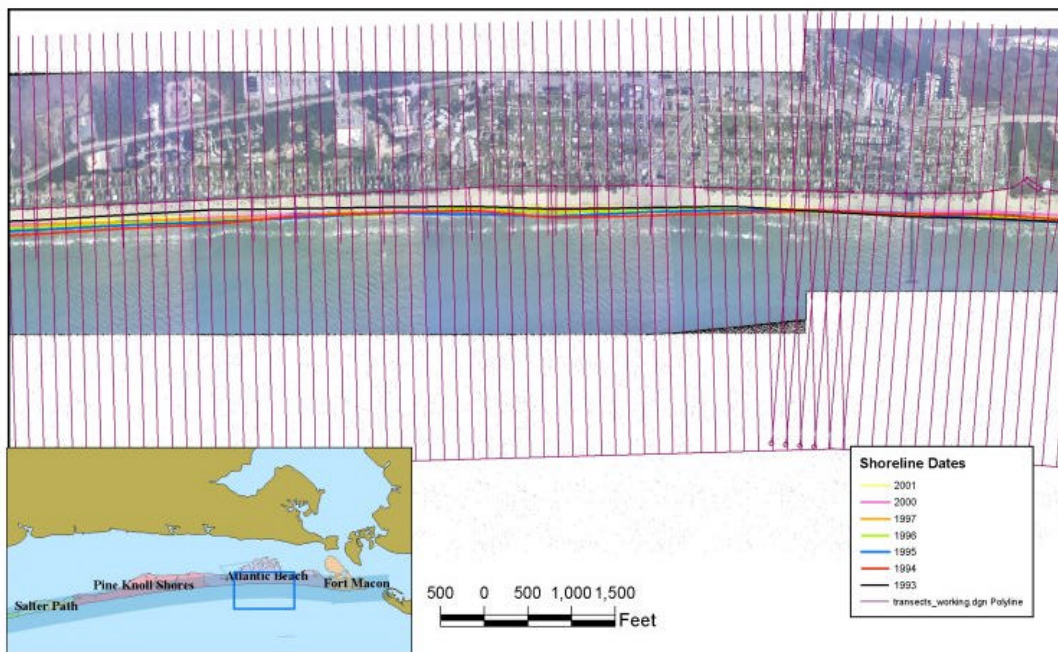 Shoreline Dates
2001
2000
1997
1996
1995
1994
1993
transects_working.dgn Polyline
Pine Knoll Shores
Atlantic Beach
Fort Macon
Salter Path
500 0 500 1,000 1,500
Feet